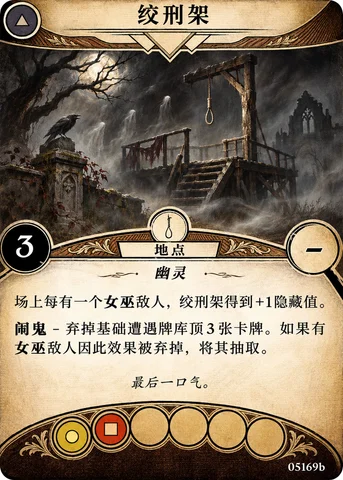 绞刑架
3
地点
–
幽灵
场上每有一个女巫敌人，绞刑架得到+1隐藏值。
闹鬼 – 弃掉基础遭遇牌库顶3张卡牌。如果有
女巫敌人因此效果被弃掉，将其抽取。
最后一口气。
05169b